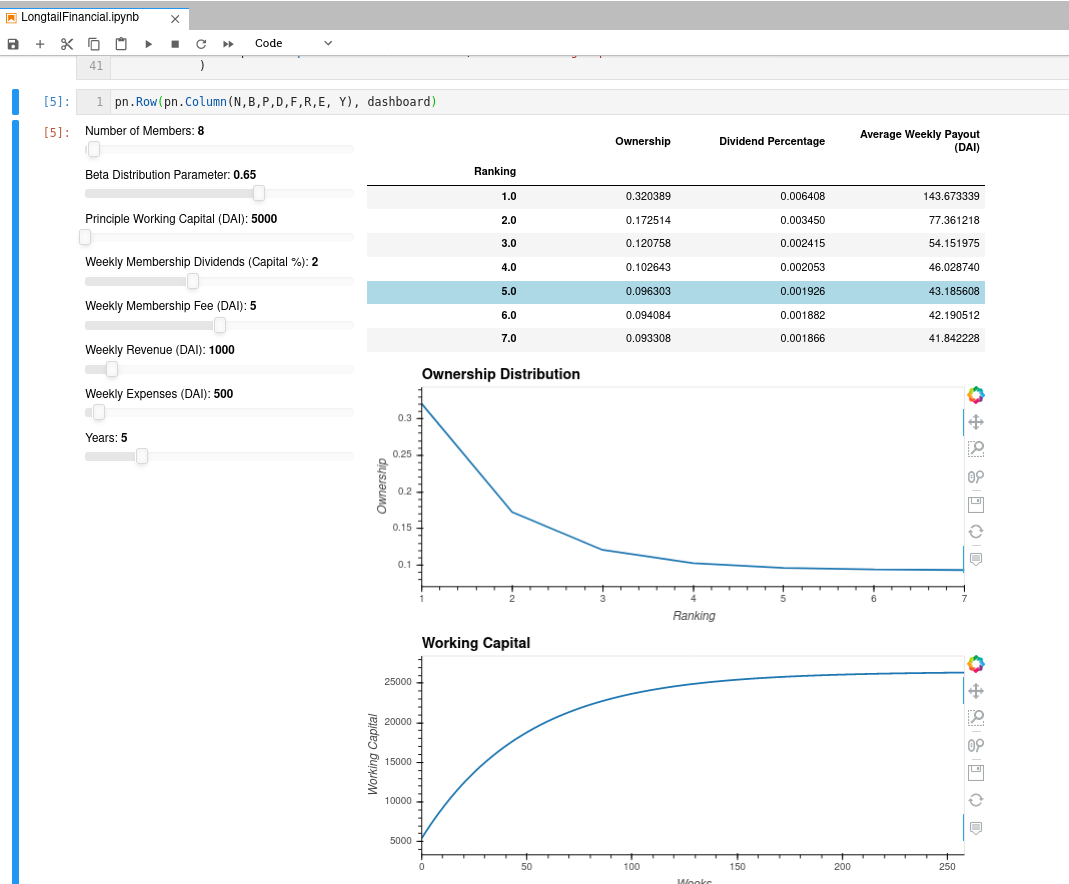 LongtailFinancial.ipynb
Code
41 )
[5]: 1 pn.Row(pn.Column(N,B,P,D,F,R,E, Y), dashboard)
[5]:
Number of Members: 8
Beta Distribution Parameter: 0.65
Principle Working Capital (DAI): 5000
Weekly Membership Dividends (Capital %): 2
Weekly Membership Fee (DAI): 5
Weekly Revenue (DAI): 1000
Weekly Expenses (DAI): 500
Years: 5
Ownership Dividend Percentage Average Weekly Payout
(DAI)
Ranking
1.0 0.320389 0.006408 143.673339
2.0 0.172514 0.003450 77.361218
3.0 0.120758 0.002415 54.151975
4.0 0.102643 0.002053 46.028740
5.0 0.096303 0.001926 43.185608
6.0 0.094084 0.001882 42.190512
7.0 0.093308 0.001866 41.842228
Ownership Distribution
0.3
0.25
0.2
0.15
0.1
Ownership
1 2 3 4 5 6 7
Ranking
Working Capital
25000
20000
15000
10000
5000
Working Capital
0 50 100 150 200 250
Weeks